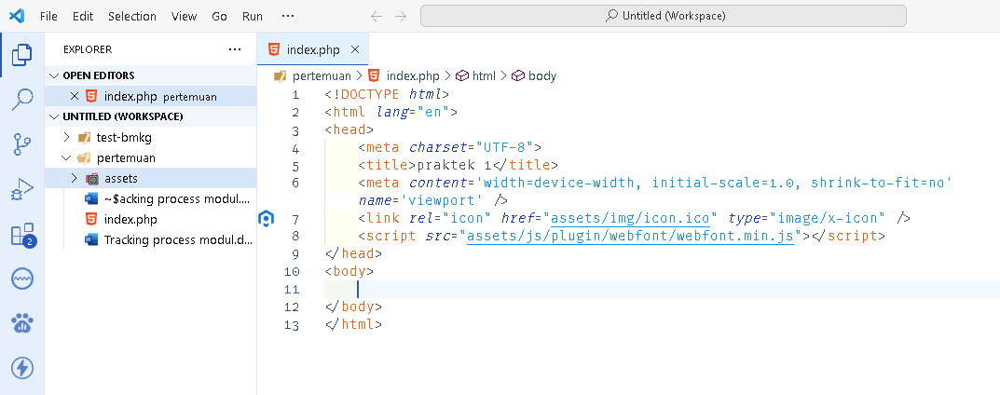 File Edit Selection View Go Run ···
Untitled (Workspace)
EXPLORER ···
index.php
OPEN EDITORS
index.php pertemuan
UNTITLED (WORKSPACE)
test-bmkg
pertemuan
assets
~$acking process modul....
index.php
Tracking process modul.d...
2
pertemuan > index.php > html > body
1 <!DOCTYPE html>
2 <html lang="en">
3 <head>
4 <meta charset="UTF-8">
5 <title>praktek 1</title>
6 <meta content='width=device-width, initial-scale=1.0, shrink-to-fit=no'
name='viewport' />
7 <link rel="icon" href="assets/img/icon.ico" type="image/x-icon" />
8 <script src="assets/js/plugin/webfont/webfont.min.js"></script>
9 </head>
10 <body>
11
12 </body>
13 </html>